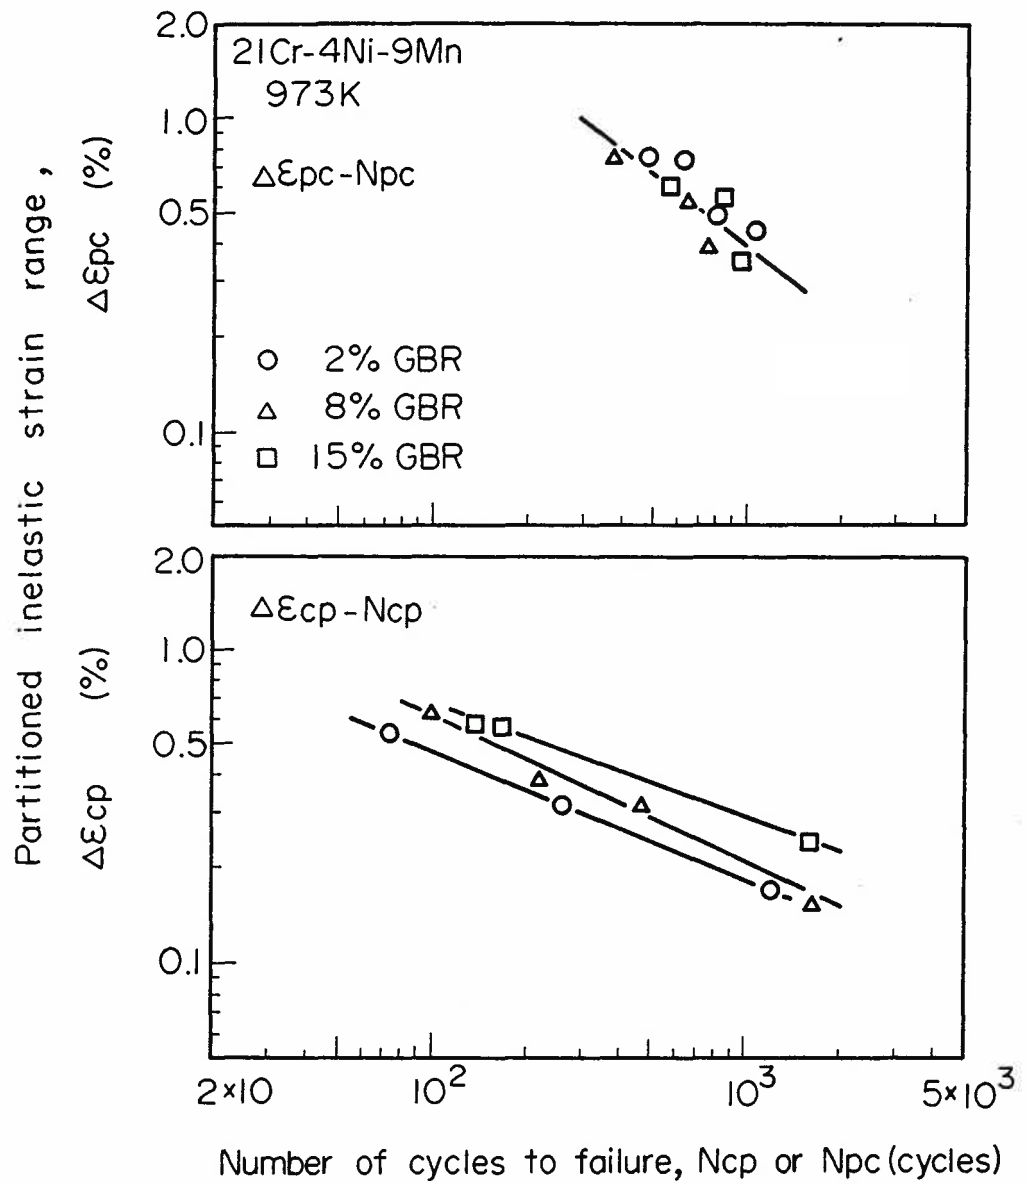 2.0
21Cr-4Ni-9Mn
973K
1.0
Δεpc-Npc
0.5
2% GBR
8% GBR
0.1
15% GBR
Partitioned inelastic strain range,
Δεpc (%)
2.0
Δεcp-Ncp
1.0
0.5
0.1
Δεcp (%)
2×10
10²
10³
5×10³
Number of cycles to failure, Ncp or Npc (cycles)